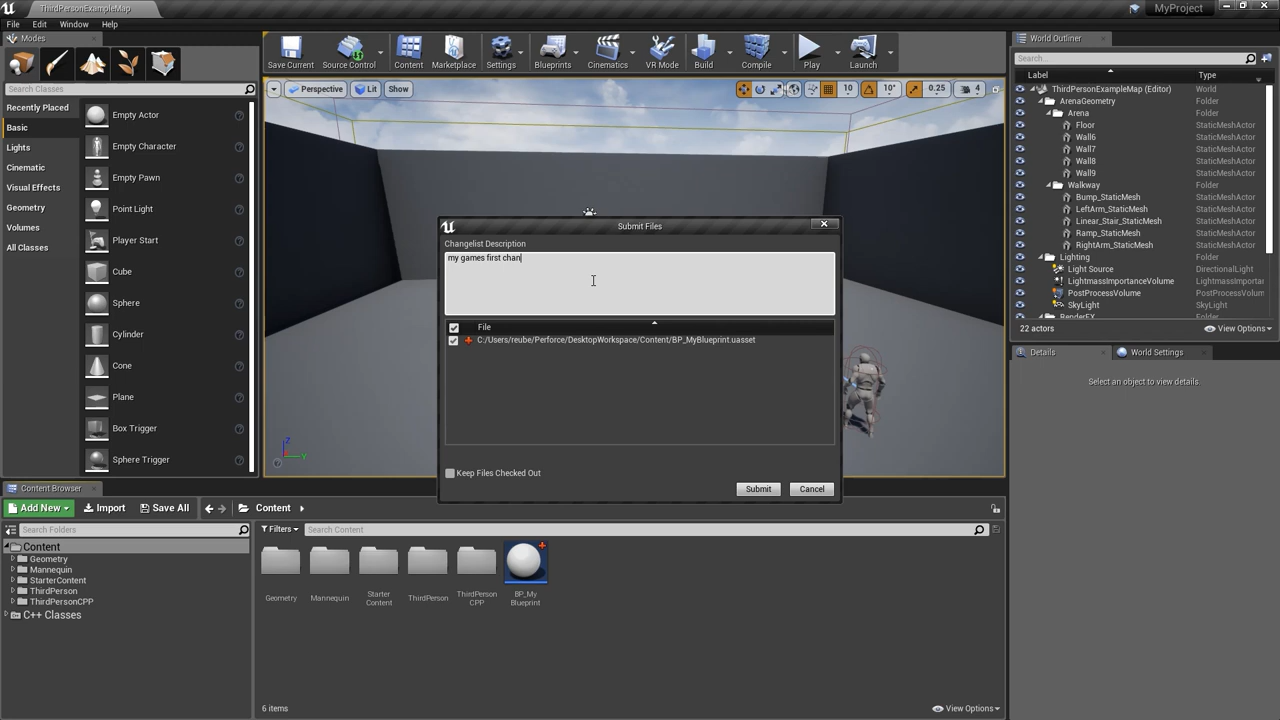 ThirdPersonExampleMap
MyProject
File Edit Window Help
Modes
Search Classes
Recently Placed
Basic
Lights
Cinematic
Visual Effects
Geometry
Volumes
All Classes
Empty Actor
Empty Character
Empty Pawn
Point Light
Player Start
Cube
Sphere
Cylinder
Cone
Plane
Box Trigger
Sphere Trigger
Save Current
Source Control
Content
Marketplace
Settings
Blueprints
Cinematics
VR Mode
Build
Compile
Play
Launch
Perspective Lit Show
10 10° 0.25 4
Z
Y
Submit Files
Changelist Description
my games first chan
File
C:/Users/reube/Perforce/DesktopWorkspace/Content/BP_MyBlueprint.uasset
Keep Files Checked Out
Submit Cancel
World Outliner
Search...
Label Type
ThirdPersonExampleMap (Editor) World
ArenaGeometry Folder
Arena Folder
Floor StaticMeshActor
Wall6 StaticMeshActor
Wall7 StaticMeshActor
Wall8 StaticMeshActor
Wall9 StaticMeshActor
Walkway Folder
Bump_StaticMesh StaticMeshActor
LeftArm_StaticMesh StaticMeshActor
Linear_Stair_StaticMesh StaticMeshActor
Ramp_StaticMesh StaticMeshActor
RightArm_StaticMesh StaticMeshActor
Lighting Folder
Light Source DirectionalLight
LightmassImportanceVolume LightmassImportan
PostProcessVolume PostProcessVolum
SkyLight SkyLight
RenderFX Folder
22 actors View Options
Details World Settings
Select an object to view details.
Content Browser
Add New Import Save All Content
Search Folders
Filters Search Content
Content
Geometry
Mannequin
StarterContent
ThirdPerson
ThirdPersonCPP
C++ Classes
Geometry
Mannequin
Starter
Content
ThirdPerson
ThirdPerson
CPP
BP_My
Blueprint
6 items View Options